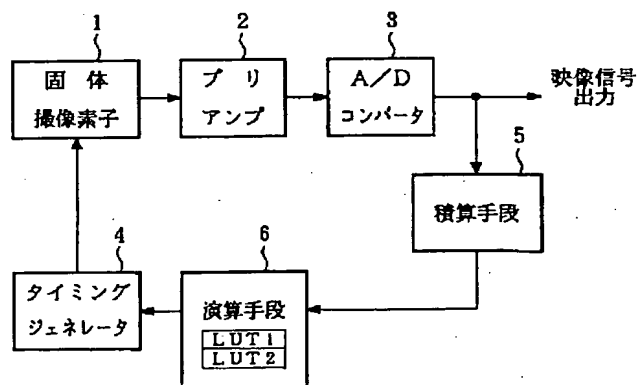 1
2
3
固体
撮像素子
プリ
アンプ
A/D
コンバータ
映像信号
出力
5
積算手段
4
6
タイミング
ジェネレータ
演算手段
LUT1
LUT2